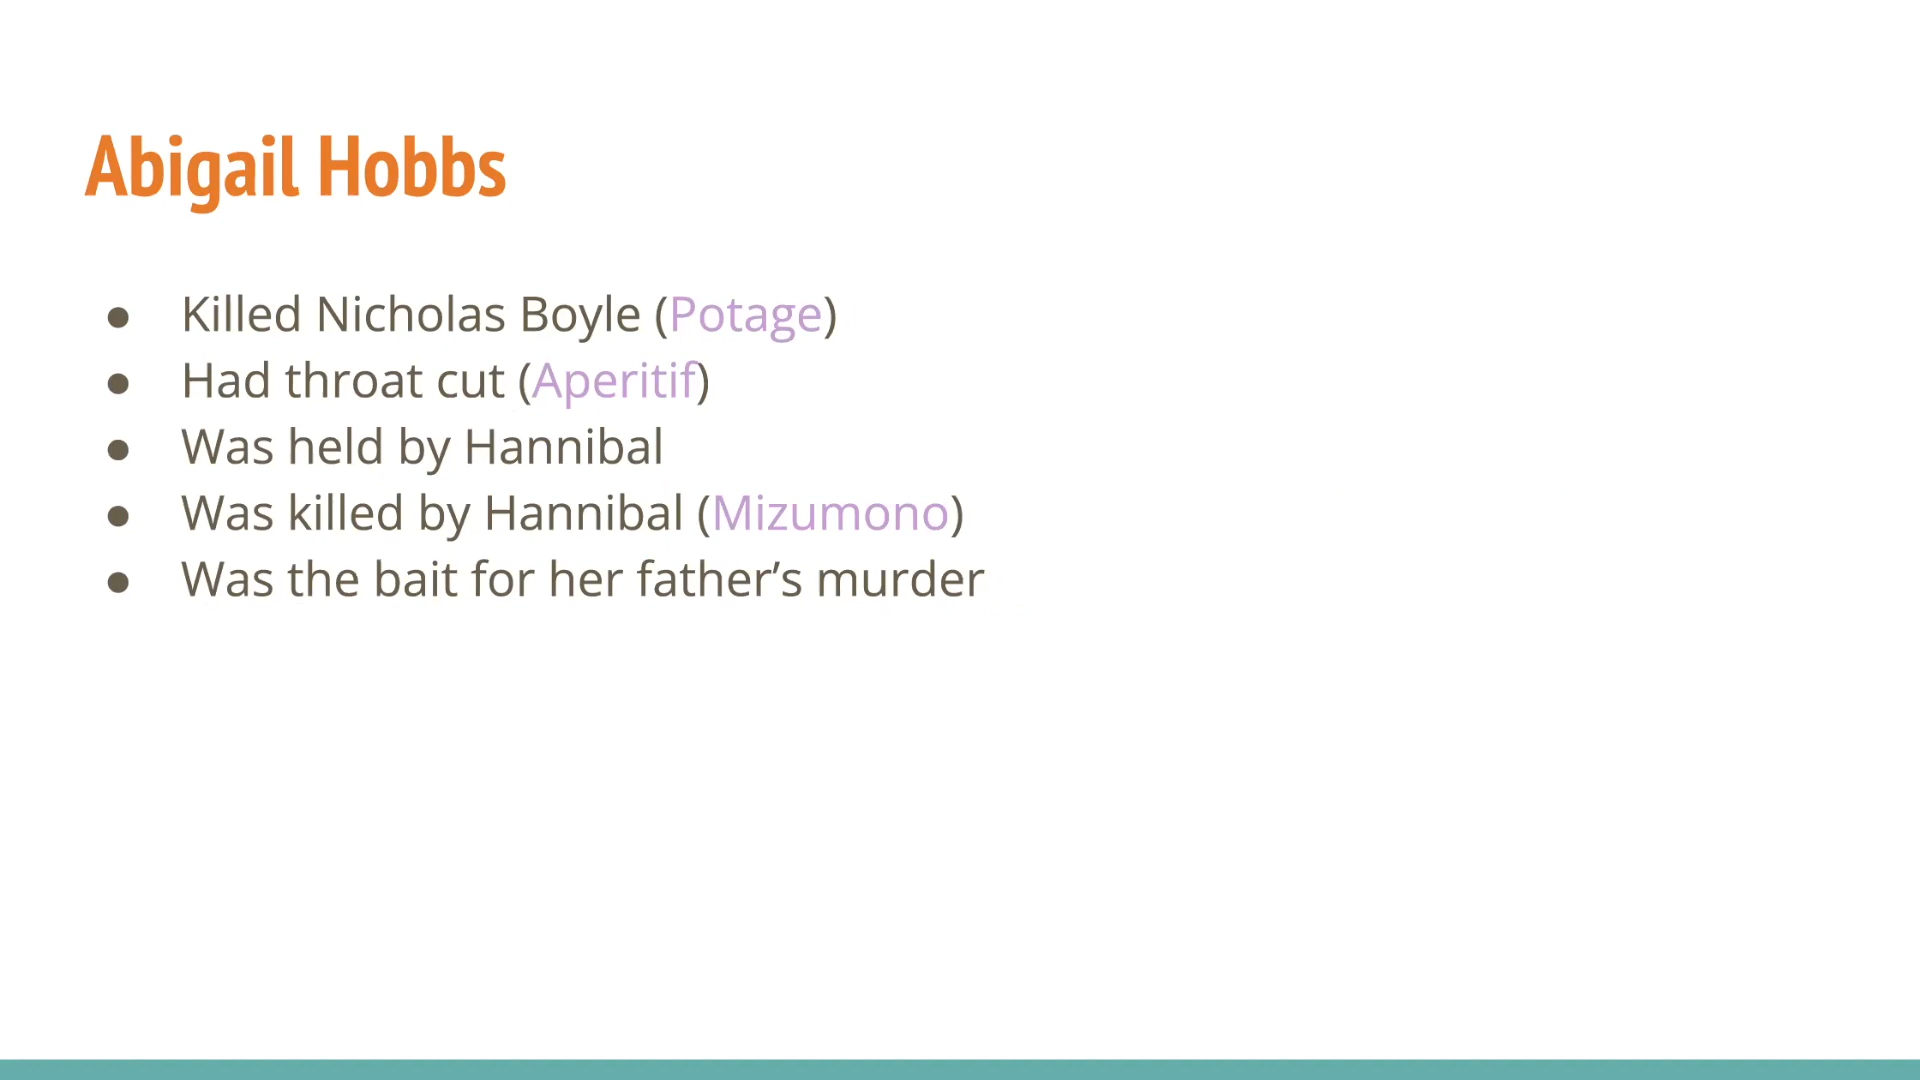 Abigail Hobbs
● Killed Nicholas Boyle (Potage)
● Had throat cut (Aperitif)
● Was held by Hannibal
● Was killed by Hannibal (Mizumono)
● Was the bait for her father’s murder